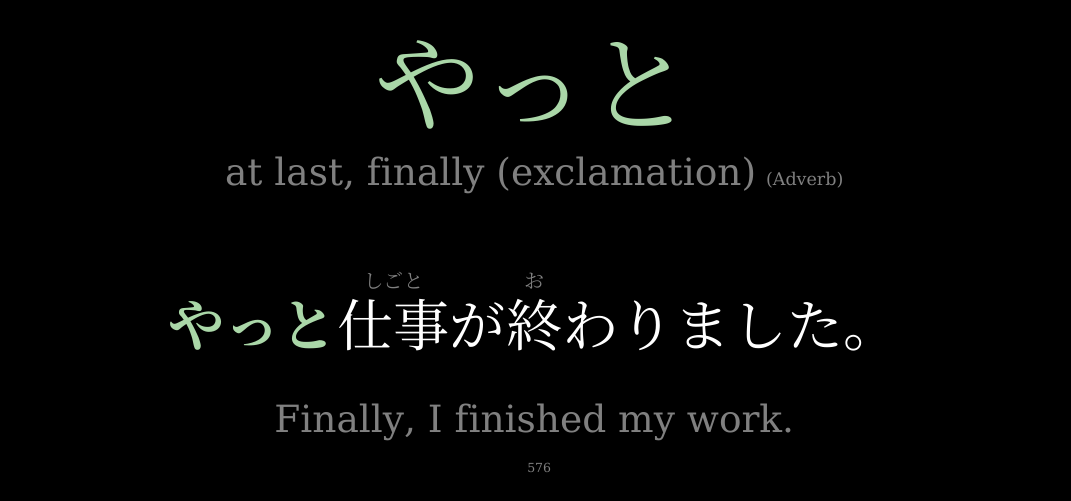 やっと
at last, finally (exclamation) (Adverb)
しごと お
やっと仕事が終わりました。
Finally, I finished my work.
576